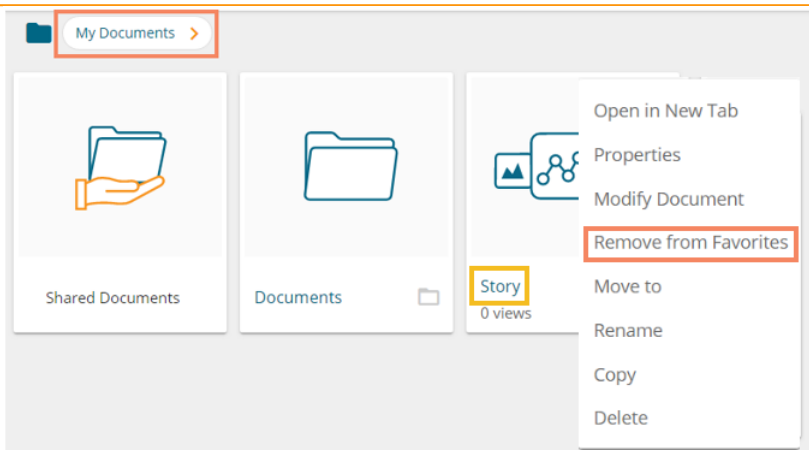 My Documents
Shared Documents
Documents
Story
0 views
Open in New Tab
Properties
Modify Document
Remove from Favorites
Move to
Rename
Copy
Delete